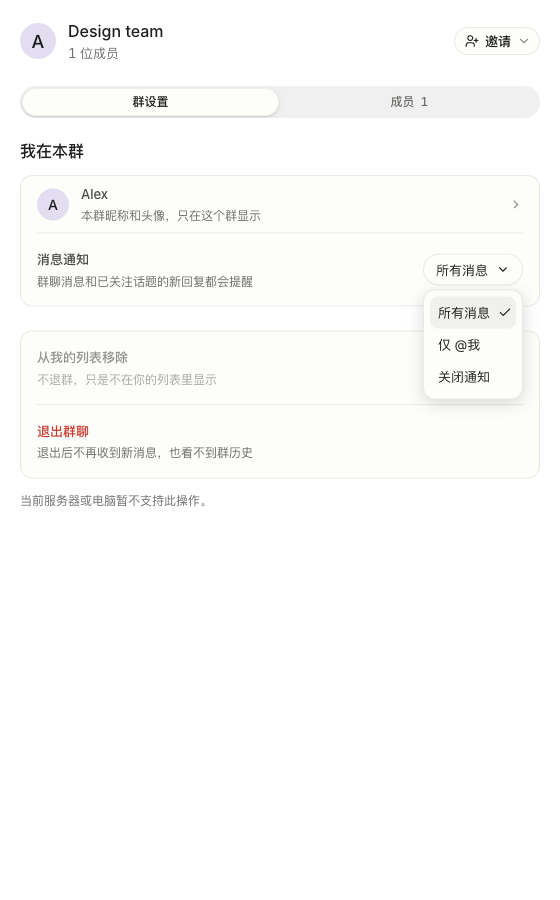 A
Design team
1 位成员
邀请
群设置
成员 1
我在本群
A
Alex
本群昵称和头像，只在这个群显示
消息通知
群聊消息和已关注话题的新回复都会提醒
所有消息
所有消息
仅 @我
关闭通知
从我的列表移除
不退群，只是不在你的列表里显示
退出群聊
退出后不再收到新消息，也看不到群历史
当前服务器或电脑暂不支持此操作。